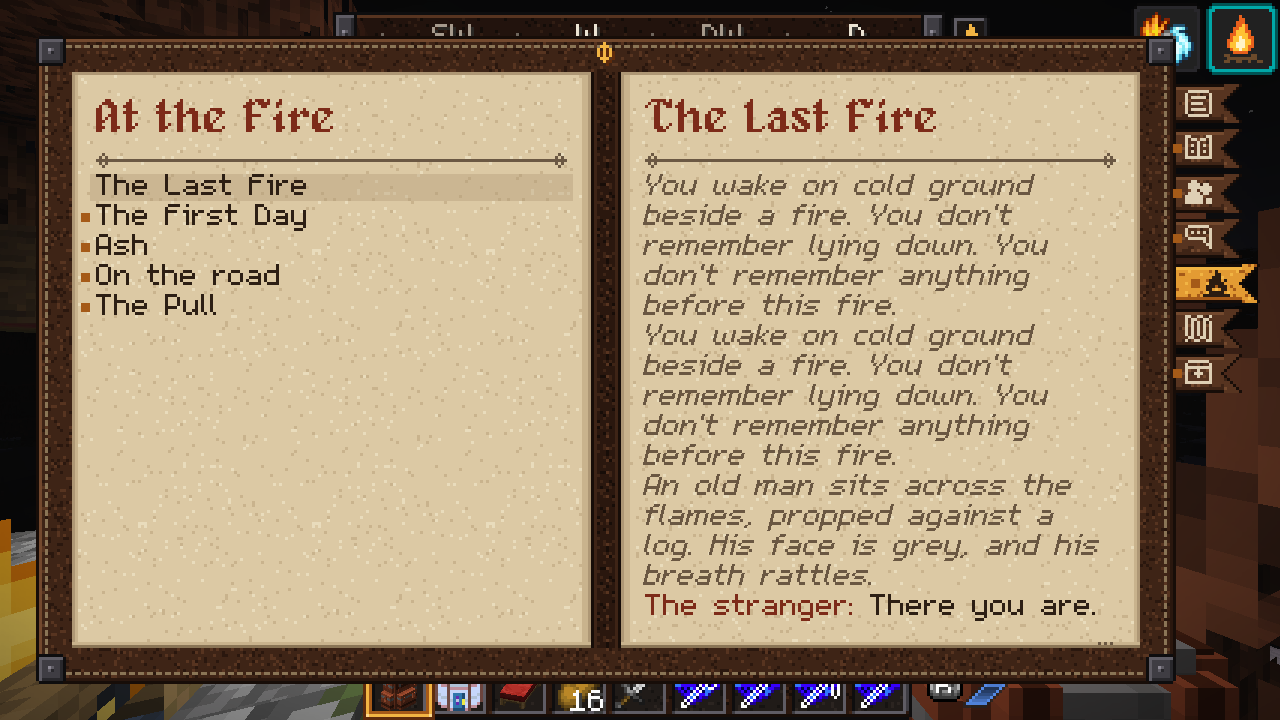 At the Fire
The Last Fire
The First Day
Ash
On the road
The Pull
The Last Fire
You wake on cold ground
beside a fire. You don't
remember lying down. You
don't remember anything
before this fire.
You wake on cold ground
beside a fire. You don't
remember lying down. You
don't remember anything
before this fire.
An old man sits across the
flames, propped against a
log. His face is grey, and his
breath rattles.
The stranger: There you are.
...
16